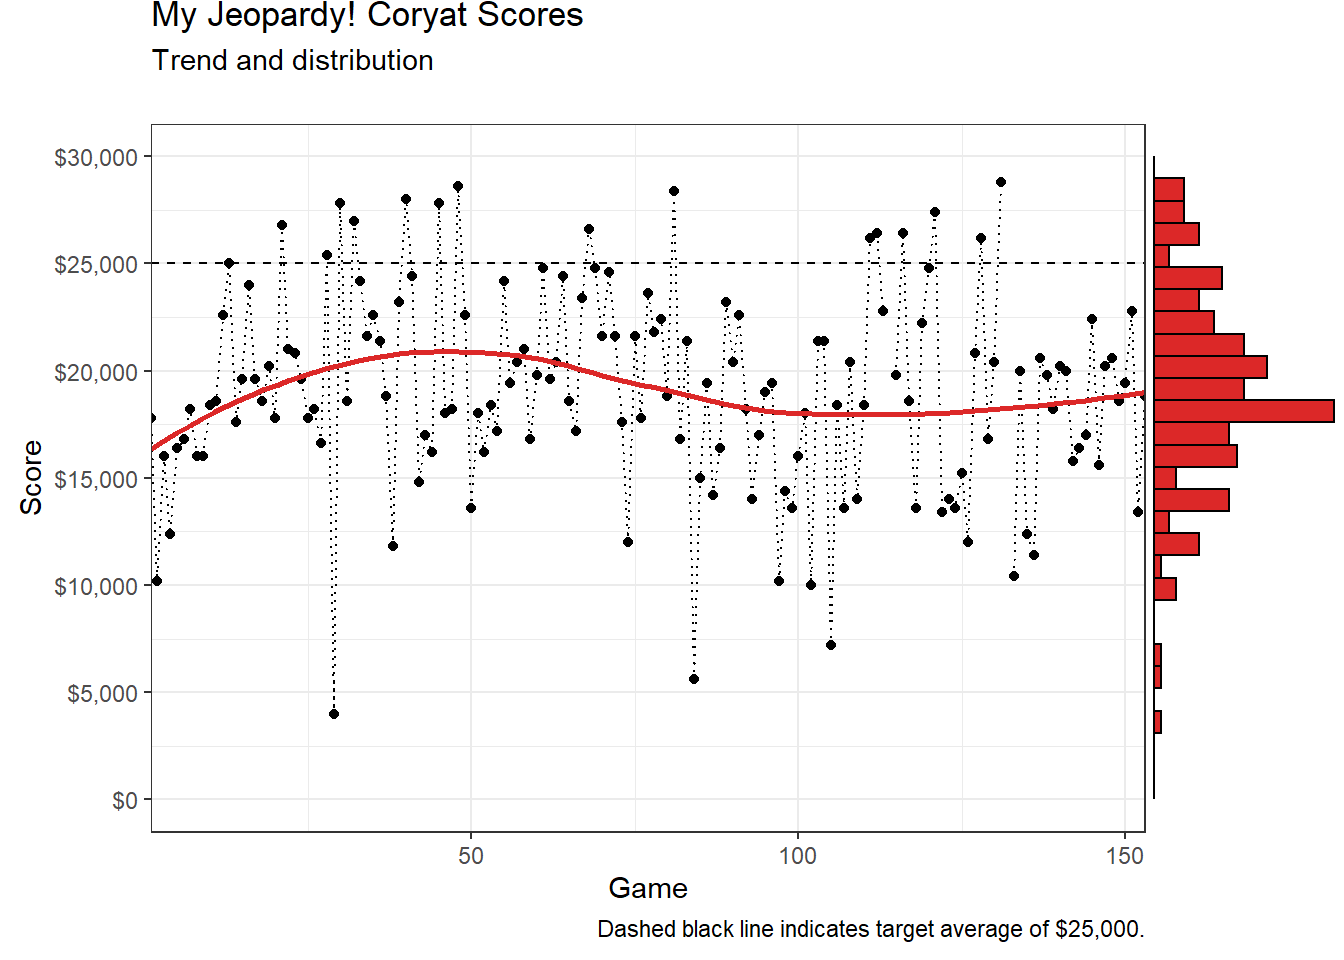 My Jeopardy! Coryat Scores
Trend and distribution
$30,000
$25,000
$20,000
$15,000
$10,000
$5,000
$0
Score
50
100
150
Game
Dashed black line indicates target average of $25,000.